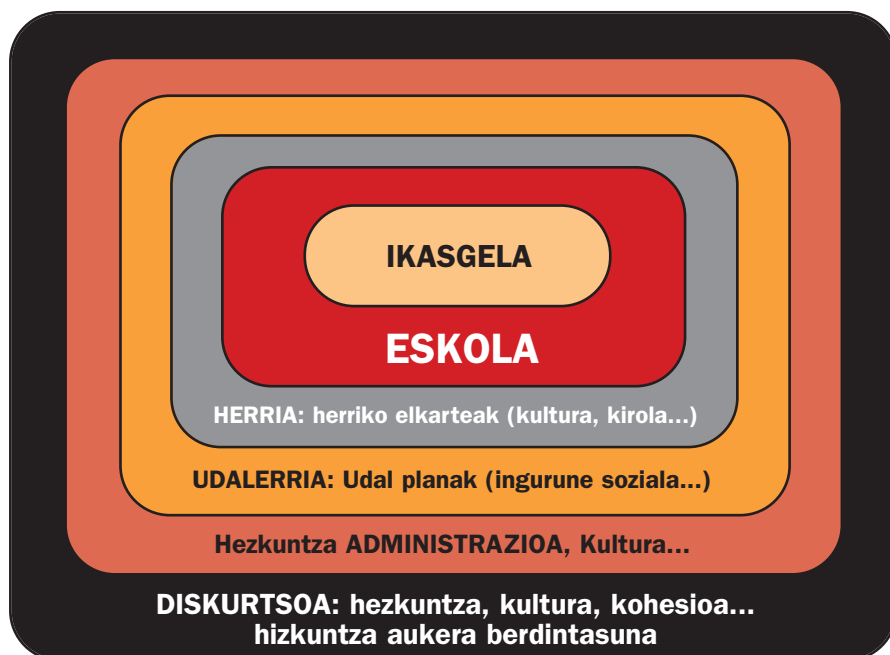 IKASGELA
ESKOLA
HERRIA: herriko elkarteak (kultura, kirola...)
UDALERRIA: Udal planak (ingurune soziala...)
Hezkuntza ADMINISTRAZIOA, Kultura...
DISKURTSOA: hezkuntza, kultura, kohesioa...
hizkuntza aukera berdintasuna